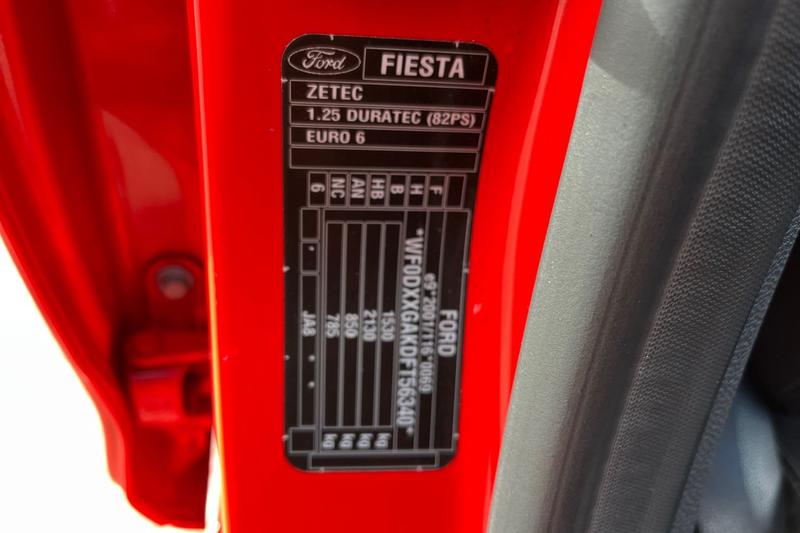 Ford FIESTA
ZETEC
1.25 DURATEC (82PS)
EURO 6
6 NC AN HB B H F
FORD
e9*2001/116*0069
*WF0DXXGAKDFT56340*
1530 kg
2130 kg
850 kg
785 kg
JA8